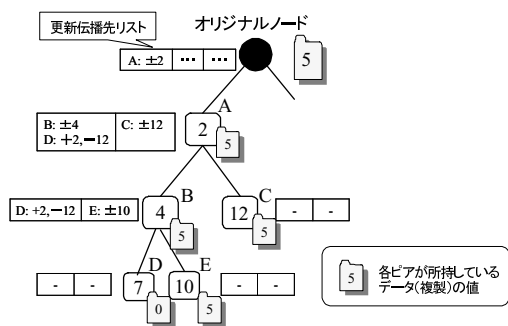 更新伝播先リスト
オリジナルノード
A: ±2 … …
5
A
B: ±4
D: +2,−12
C: ±12
2
5
D: +2,−12 E: ±10
B
4
5
C
12
5
- -
- -
D
7
0
E
10
5
- -
5
各ピアが所持している
データ(複製)の値